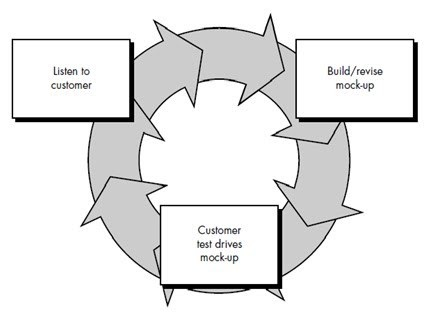 Listen to
customer
Build/revise
mock-up
Customer
test drives
mock-up